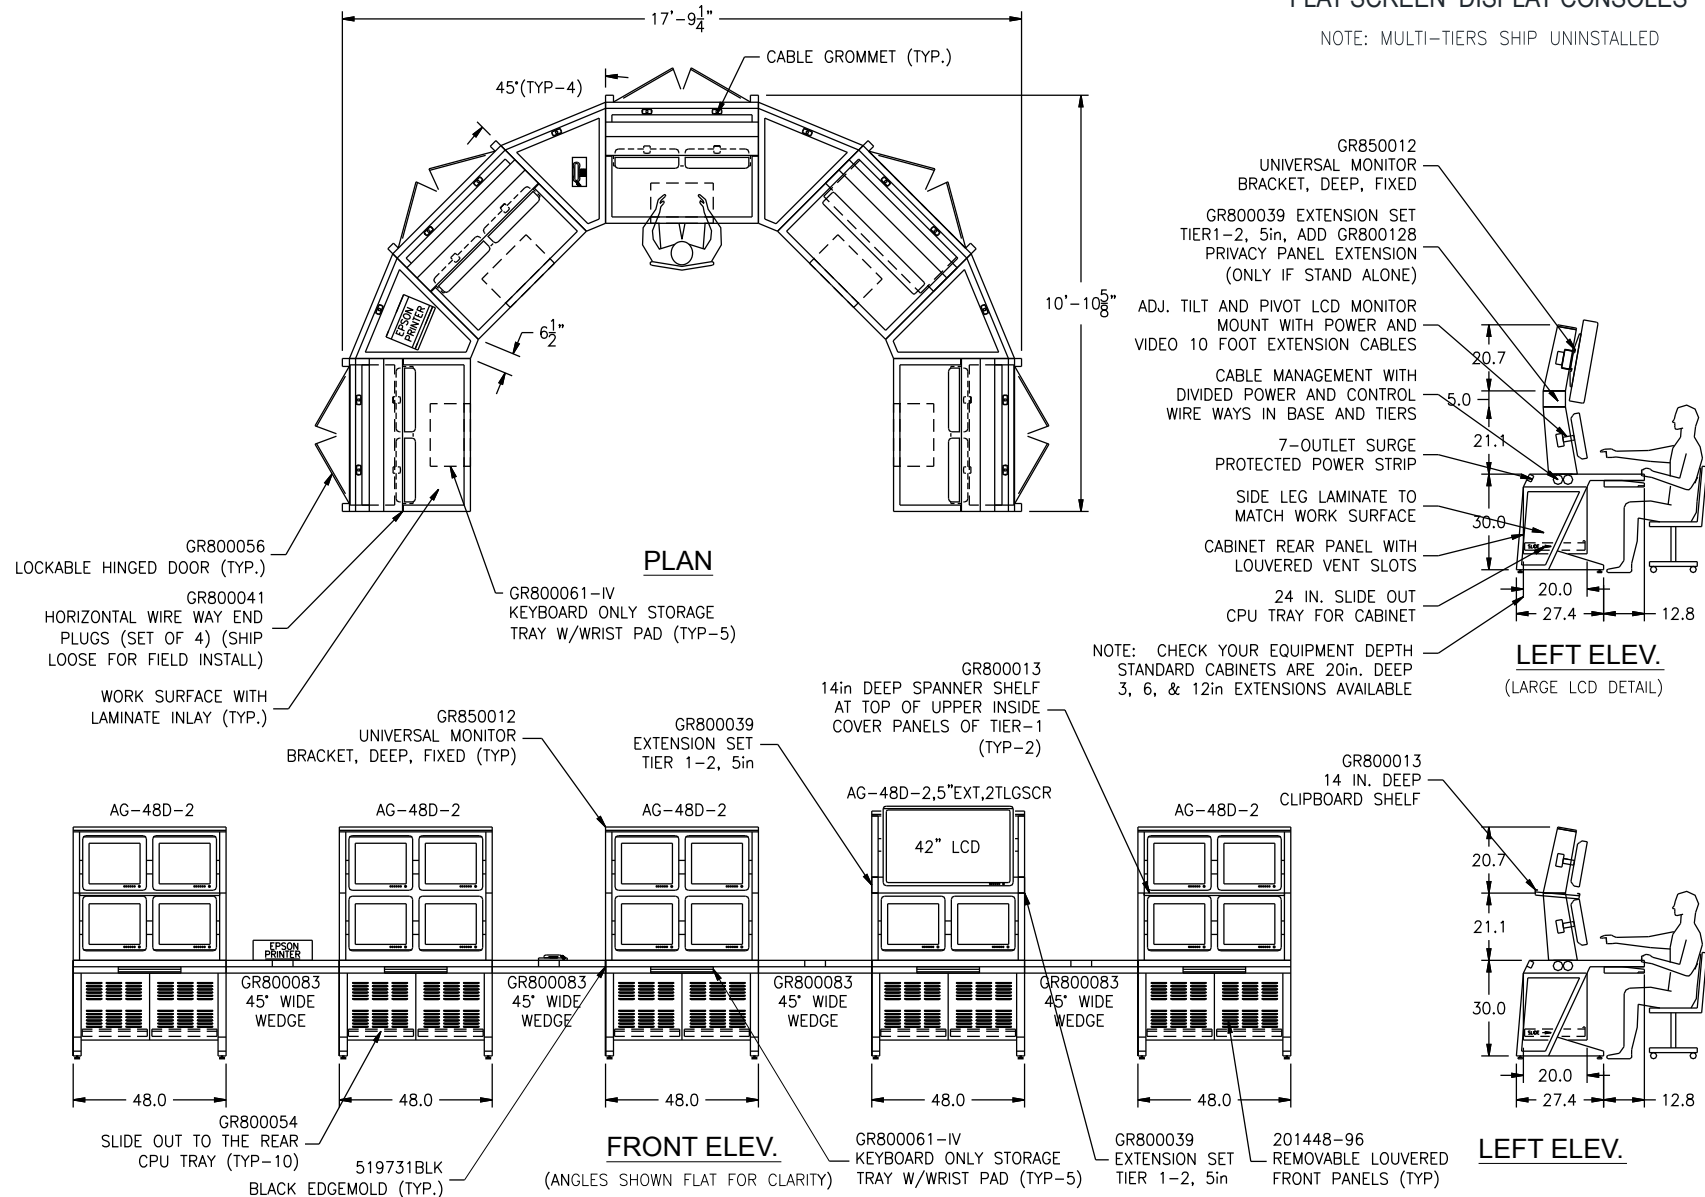 FLAT SCREEN DISPLAY CONSOLES
NOTE: MULTI-TIERS SHIP UNINSTALLED
17'-9 1/4"
CABLE GROMMET (TYP.)
45°(TYP-4)
10'-10 5/8"
6 1/2"
EPSON
PRINTER
GR800056
LOCKABLE HINGED DOOR (TYP.)
GR800041
HORIZONTAL WIRE WAY END
PLUGS (SET OF 4) (SHIP
LOOSE FOR FIELD INSTALL)
WORK SURFACE WITH
LAMINATE INLAY (TYP.)
PLAN
GR800061-IV
KEYBOARD ONLY STORAGE
TRAY W/WRIST PAD (TYP-5)
GR850012
UNIVERSAL MONITOR
BRACKET, DEEP, FIXED
GR800039 EXTENSION SET
TIER1-2, 5in, ADD GR800128
PRIVACY PANEL EXTENSION
(ONLY IF STAND ALONE)
ADJ. TILT AND PIVOT LCD MONITOR
MOUNT WITH POWER AND
VIDEO 10 FOOT EXTENSION CABLES
CABLE MANAGEMENT WITH
DIVIDED POWER AND CONTROL
WIRE WAYS IN BASE AND TIERS
7-OUTLET SURGE
PROTECTED POWER STRIP
SIDE LEG LAMINATE TO
MATCH WORK SURFACE
CABINET REAR PANEL WITH
LOUVERED VENT SLOTS
24 IN. SLIDE OUT
CPU TRAY FOR CABINET
NOTE: CHECK YOUR EQUIPMENT DEPTH
STANDARD CABINETS ARE 20in. DEEP
3, 6, & 12in EXTENSIONS AVAILABLE
20.7
5.0
21.1
30.0
SLIDE
20.0
27.4
12.8
LEFT ELEV.
(LARGE LCD DETAIL)
GR850012
UNIVERSAL MONITOR
BRACKET, DEEP, FIXED (TYP)
GR800039
EXTENSION SET
TIER 1-2, 5in
GR800013
14in DEEP SPANNER SHELF
AT TOP OF UPPER INSIDE
COVER PANELS OF TIER-1
(TYP-2)
GR800013
14 IN. DEEP
CLIPBOARD SHELF
AG-48D-2
AG-48D-2
AG-48D-2
AG-48D-2,5"EXT,2TLGSCR
AG-48D-2
42" LCD
EPSON
PRINTER
GR800083
45° WIDE
WEDGE
GR800083
45° WIDE
WEDGE
GR800083
45° WIDE
WEDGE
GR800083
45° WIDE
WEDGE
48.0
48.0
48.0
48.0
48.0
GR800054
SLIDE OUT TO THE REAR
CPU TRAY (TYP-10)
519731BLK
BLACK EDGEMOLD (TYP.)
FRONT ELEV.
(ANGLES SHOWN FLAT FOR CLARITY)
GR800061-IV
KEYBOARD ONLY STORAGE
TRAY W/WRIST PAD (TYP-5)
GR800039
EXTENSION SET
TIER 1-2, 5in
201448-96
REMOVABLE LOUVERED
FRONT PANELS (TYP)
20.7
21.1
30.0
SLIDE
20.0
27.4
12.8
LEFT ELEV.